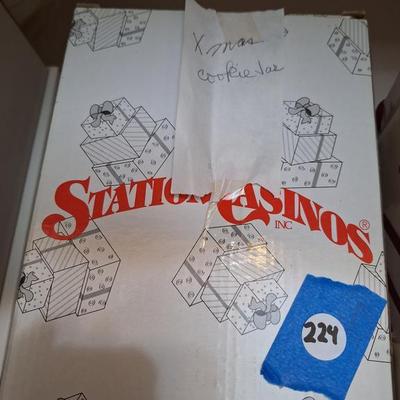 Xmas
cookie Jar
STATION CASINOS®
INC
224